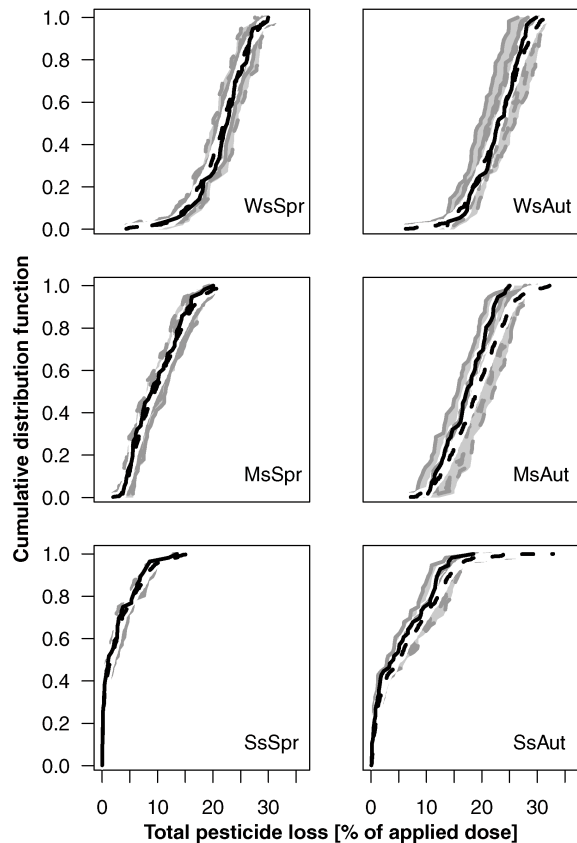 Cumulative distribution function
1.0
0.8
0.6
0.4
0.2
0.0
WsSpr
WsAut
1.0
0.8
0.6
0.4
0.2
0.0
MsSpr
MsAut
1.0
0.8
0.6
0.4
0.2
0.0
SsSpr
SsAut
0 10 20 30 0 10 20 30
Total pesticide loss [% of applied dose]